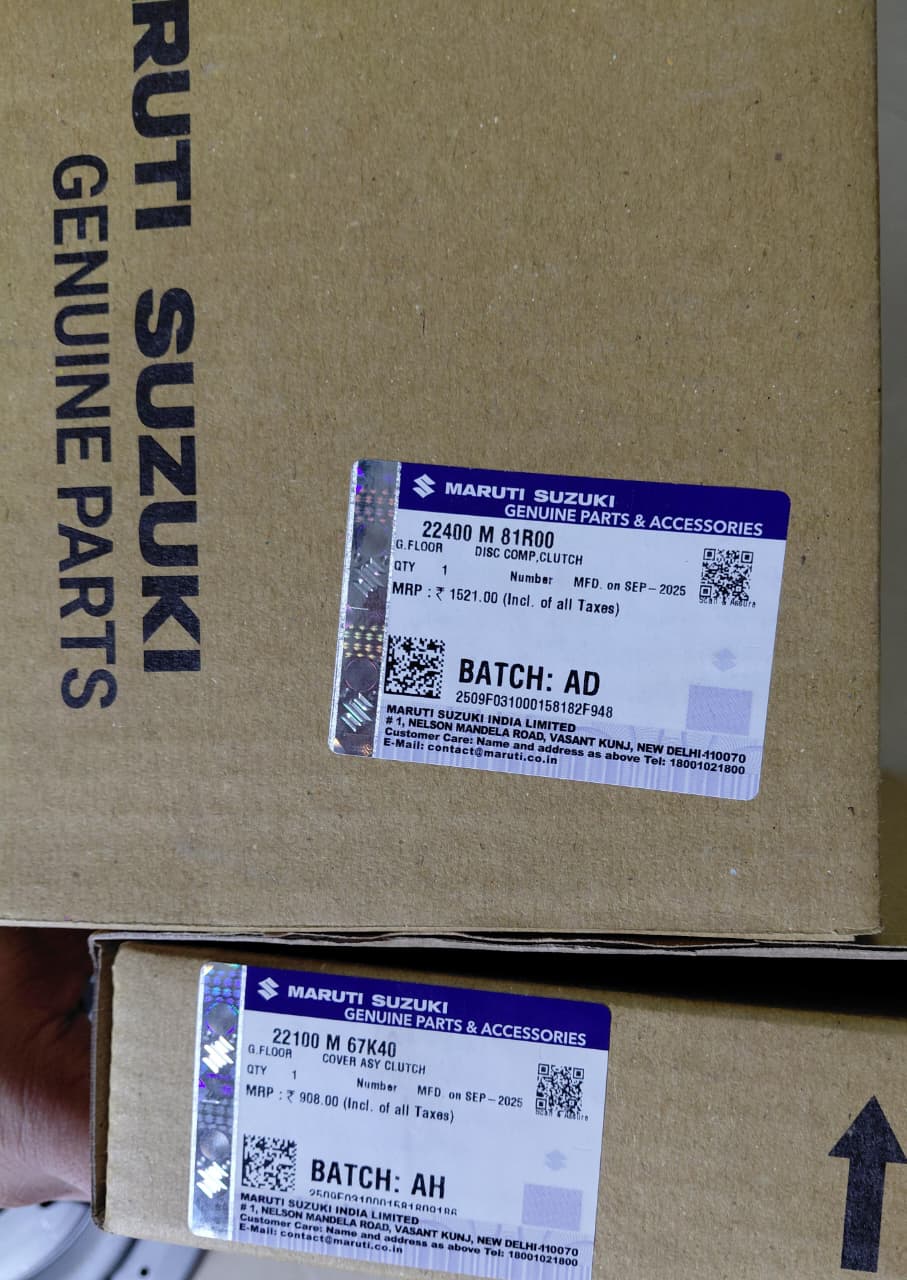 RUTI SUZUKI
GENUINE PARTS
MARUTI SUZUKI
GENUINE PARTS & ACCESSORIES
22400 M 81R00
G.FLOOR DISC COMP,CLUTCH
QTY 1 Number MFD. on SEP-2025
MRP : ₹ 1521.00 (Incl. of all Taxes)
Scan & Assure
BATCH: AD
2509F031000158182F948
MARUTI SUZUKI INDIA LIMITED
# 1, NELSON MANDELA ROAD, VASANT KUNJ, NEW DELHI-110070
Customer Care: Name and address as above Tel: 18001021800
E-Mail: contact@maruti.co.in
MARUTI SUZUKI
GENUINE PARTS & ACCESSORIES
22100 M 67K40
G.FLOOR COVER ASY CLUTCH
QTY 1 Number MFD. on SEP-2025
MRP : ₹ 908.00 (Incl. of all Taxes)
Scan & Assure
BATCH: AH
MARUTI SUZUKI INDIA LIMITED
# 1, NELSON MANDELA ROAD, VASANT KUNJ, NEW DELHI-110070
Customer Care: Name and address as above Tel: 18001021800
E-Mail: contact@maruti.co.in